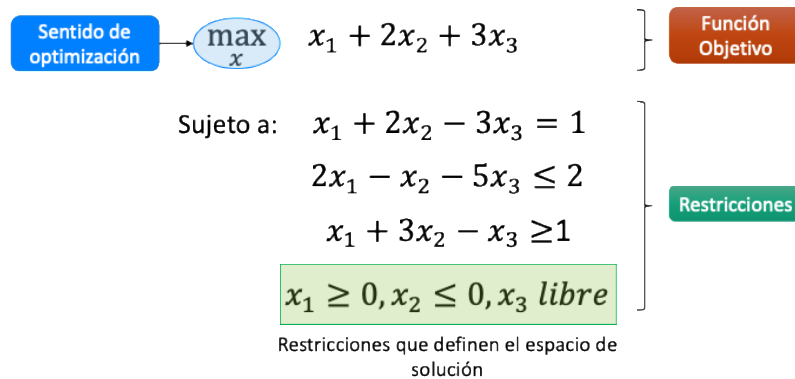 Sentido de
optimización
max
x
x₁ + 2x₂ + 3x₃
Función
Objetivo
Sujeto a:
x₁ + 2x₂ − 3x₃ = 1
2x₁ − x₂ − 5x₃ ≤ 2
x₁ + 3x₂ − x₃ ≥1
Restricciones
x₁ ≥ 0, x₂ ≤ 0, x₃ libre
Restricciones que definen el espacio de
solución